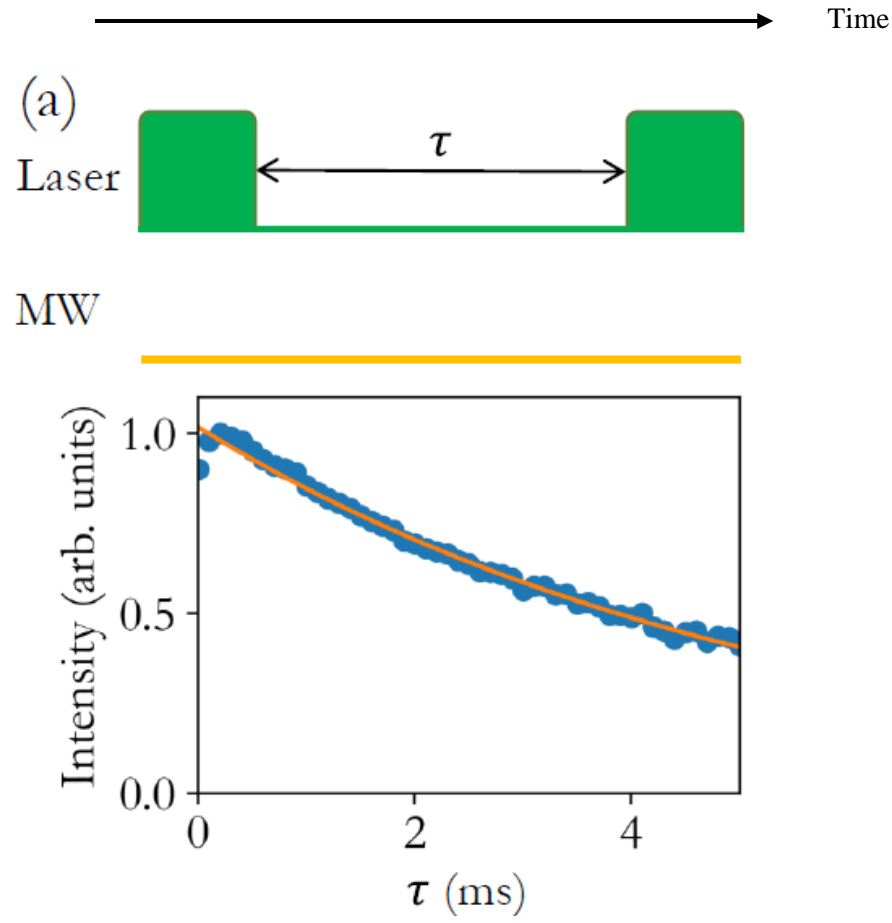 Time
(a)
τ
Laser
MW
Intensity (arb. units)
1.0
0.5
0.0
0
2
4
τ (ms)